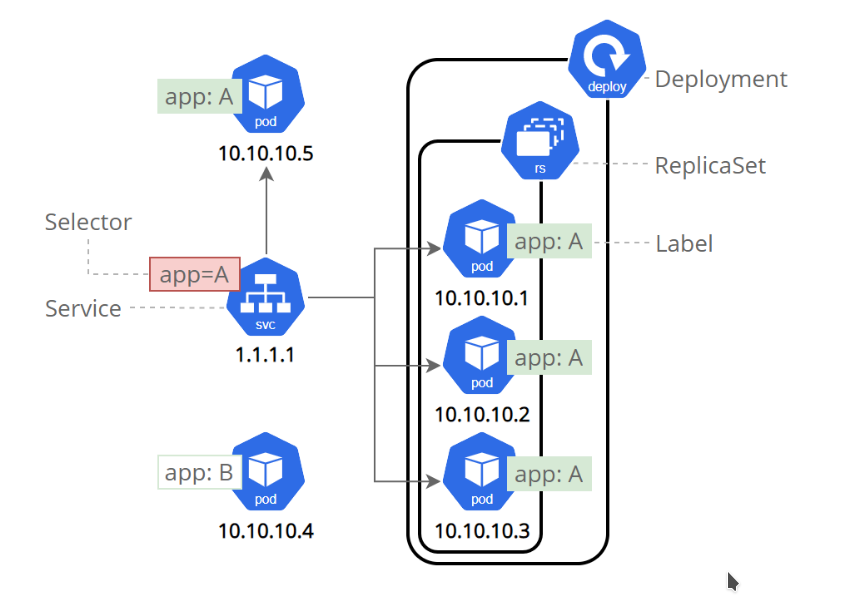 deploy
Deployment
app: A
pod
10.10.10.5
rs
ReplicaSet
Selector
app=A
Service
svc
1.1.1.1
app: A
Label
pod
10.10.10.1
app: A
pod
10.10.10.2
app: B
pod
10.10.10.4
app: A
pod
10.10.10.3